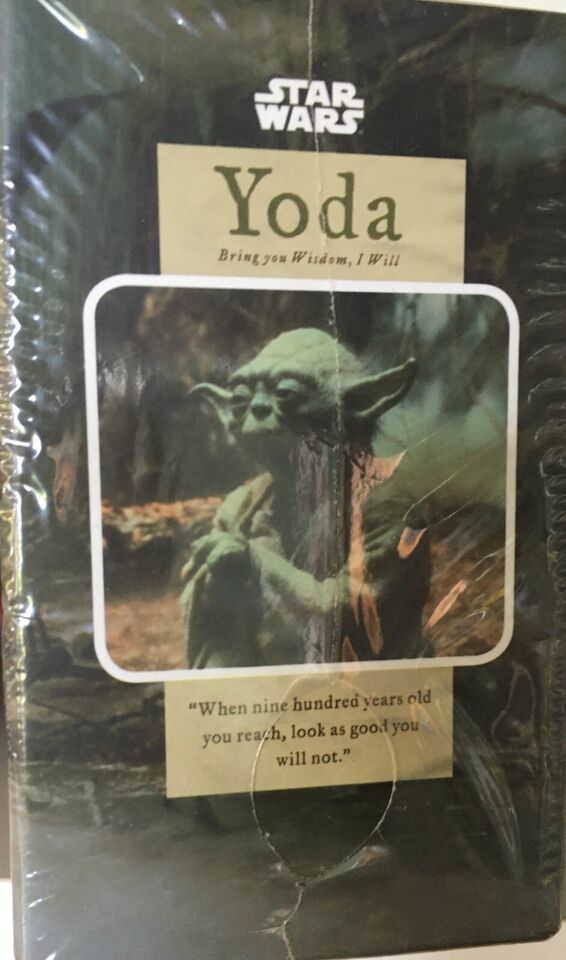 STAR
WARS
Yoda
Bring you Wisdom, I Will
“When nine hundred years old
you reach, look as good you
will not.”